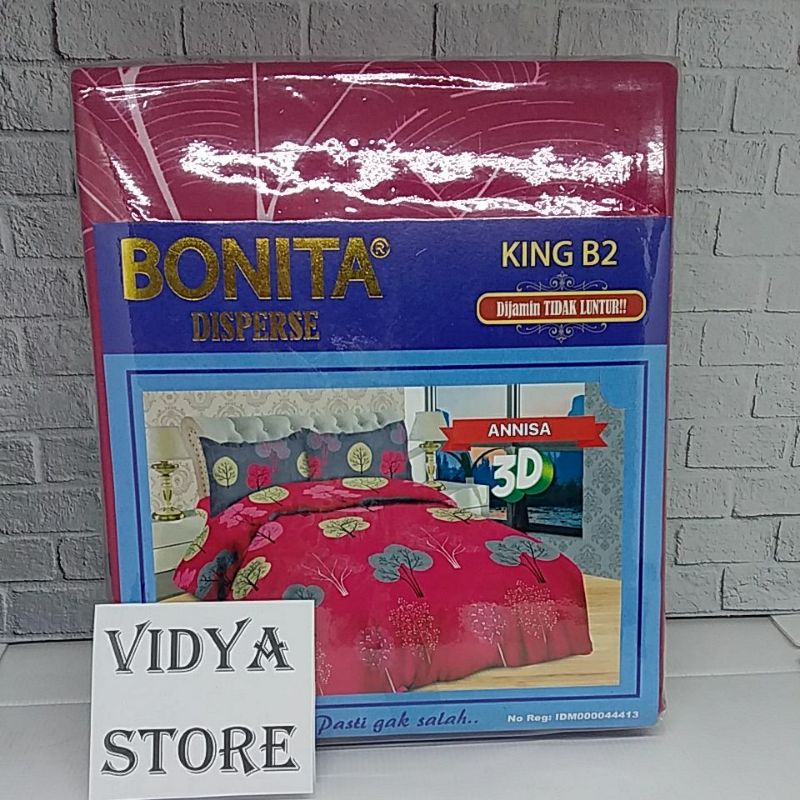 BONITA®
DISPERSE
KING B2
Dijamin TIDAK LUNTUR!!
ANNISA
3D
Pasti gak salah..
No Reg: IDM000044413
VIDYA
STORE